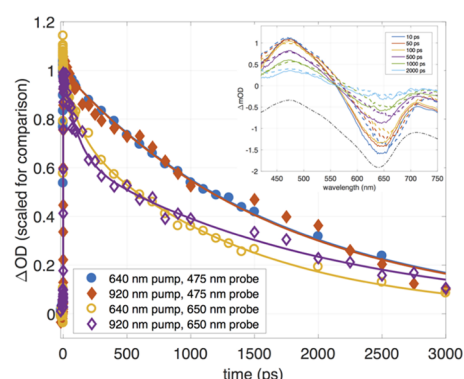 1.2
1
0.8
0.6
0.4
0.2
0
ΔOD (scaled for comparison)
0 500 1000 1500 2000 2500 3000
time (ps)
640 nm pump, 475 nm probe
920 nm pump, 475 nm probe
640 nm pump, 650 nm probe
920 nm pump, 650 nm probe
1
0.5
0
-0.5
-1
-1.5
-2
ΔmOD
450 500 550 600 650 700 750
wavelength (nm)
10 ps
50 ps
100 ps
500 ps
1000 ps
2000 ps